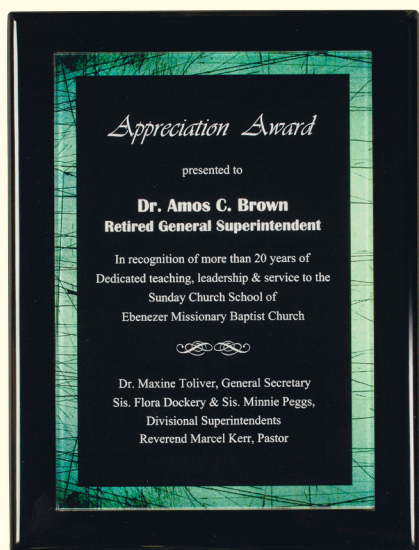 Appreciation Award
presented to
Dr. Amos C. Brown
Retired General Superintendent
In recognition of more than 20 years of
Dedicated teaching, leadership & service to the
Sunday Church School of
Ebenezer Missionary Baptist Church
Dr. Maxine Toliver, General Secretary
Sis. Flora Dockery & Sis. Minnie Peggs,
Divisional Superintendents
Reverend Marcel Kerr, Pastor